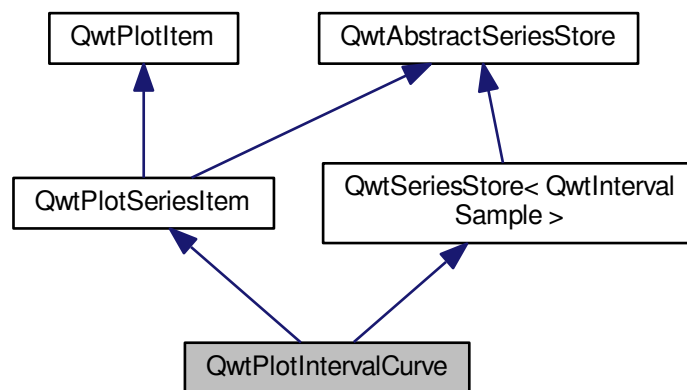 QwtPlotItem
QwtAbstractSeriesStore
QwtPlotSeriesItem
QwtSeriesStore< QwtInterval
Sample >
QwtPlotIntervalCurve